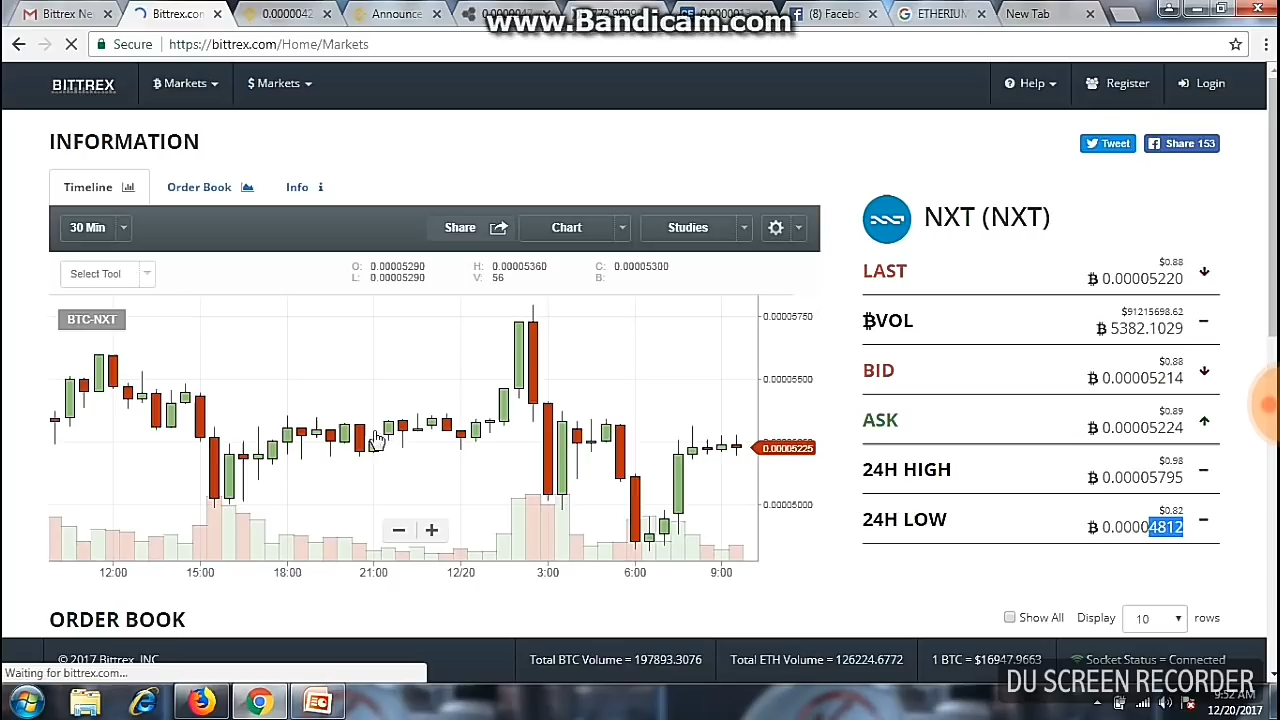 Bittrex Ne
Bittrex.con
0.0000042
Announce
(8) Faceboo
ETHERIUM
New Tab
www.Bandicam.com
Secure https://bittrex.com/Home/Markets
BITTREX
Markets
$ Markets
Help
Register
Login
INFORMATION
Tweet
Share 153
Timeline
Order Book
Info
NXT (NXT)
30 Min
Share
Chart
Studies
Select Tool
O: 0.00005290 H: 0.00005360 C: 0.00005300
L: 0.00005290 V: 56 B:
BTC-NXT
0.00005750
0.00005500
0.00005225
0.00005000
12:00 15:00 18:00 21:00 12/20 3:00 6:00 9:00
LAST
$0.88
0.00005220
VOL
$91215698.62
5382.1029
BID
$0.88
0.00005214
ASK
$0.89
0.00005224
24H HIGH
$0.98
0.00005795
24H LOW
$0.82
0.00004812
ORDER BOOK
Show All Display 10 rows
© 2017 Bittrex, INC
Total BTC Volume = 197893.3076
Total ETH Volume = 126224.6772
1 BTC = $16947.9663
Socket Status = Connected
Waiting for bittrex.com...
DU SCREEN RECORDER
9:52 AM
12/20/2017